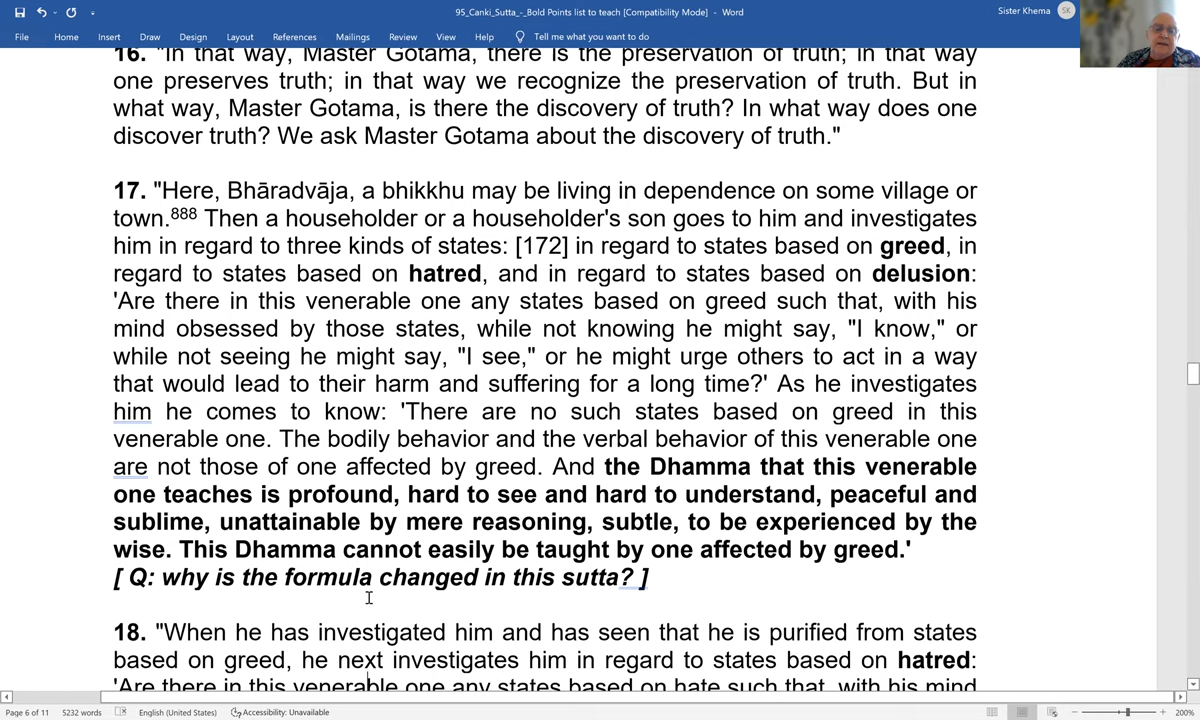 95_Canki_Sutta_-_Bold Points list to teach [Compatibility Mode] - Word
Sister Khema
SK
File Home Insert Draw Design Layout References Mailings Review View Help Tell me what you want to do
16. "In that way, Master Gotama, there is the preservation of truth; in that way
one preserves truth; in that way we recognize the preservation of truth. But in
what way, Master Gotama, is there the discovery of truth? In what way does one
discover truth? We ask Master Gotama about the discovery of truth."
17. "Here, Bhāradvāja, a bhikkhu may be living in dependence on some village or
town.888 Then a householder or a householder's son goes to him and investigates
him in regard to three kinds of states: [172] in regard to states based on greed, in
regard to states based on hatred, and in regard to states based on delusion:
'Are there in this venerable one any states based on greed such that, with his
mind obsessed by those states, while not knowing he might say, "I know," or
while not seeing he might say, "I see," or he might urge others to act in a way
that would lead to their harm and suffering for a long time?' As he investigates
him he comes to know: 'There are no such states based on greed in this
venerable one. The bodily behavior and the verbal behavior of this venerable one
are not those of one affected by greed. And the Dhamma that this venerable
one teaches is profound, hard to see and hard to understand, peaceful and
sublime, unattainable by mere reasoning, subtle, to be experienced by the
wise. This Dhamma cannot easily be taught by one affected by greed.'
[ Q: why is the formula changed in this sutta? ]
18. "When he has investigated him and has seen that he is purified from states
based on greed, he next investigates him in regard to states based on hatred:
'Are there in this venerable one any states based on hate such that, with his mind
Page 6 of 11 5232 words English (United States) Accessibility: Unavailable 200%